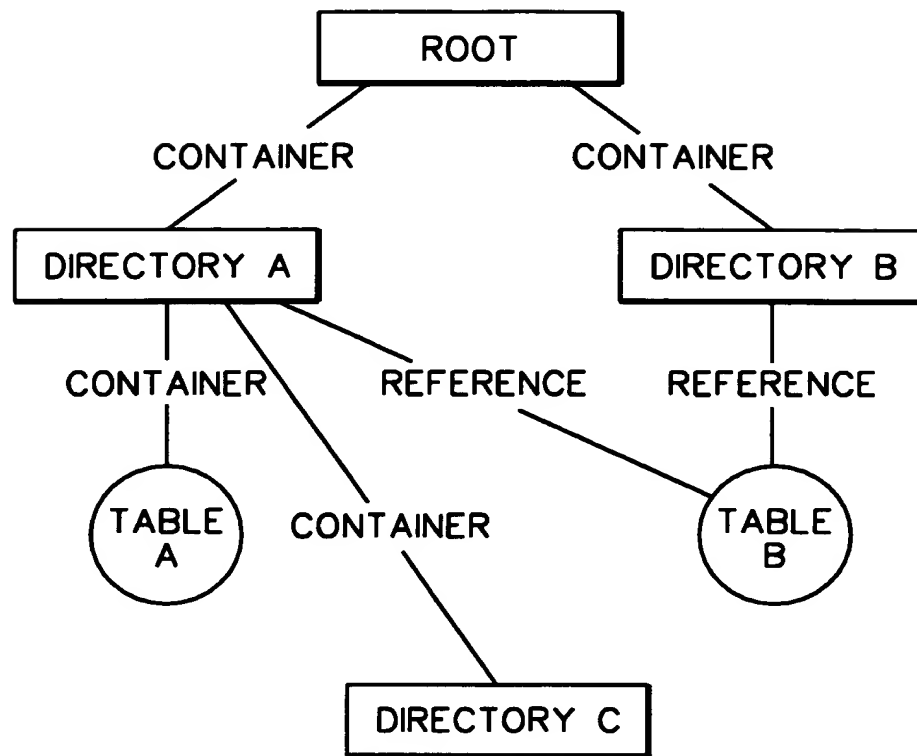 ROOT
CONTAINER
CONTAINER
DIRECTORY A
DIRECTORY B
CONTAINER
REFERENCE
REFERENCE
TABLE
A
CONTAINER
TABLE
B
DIRECTORY C